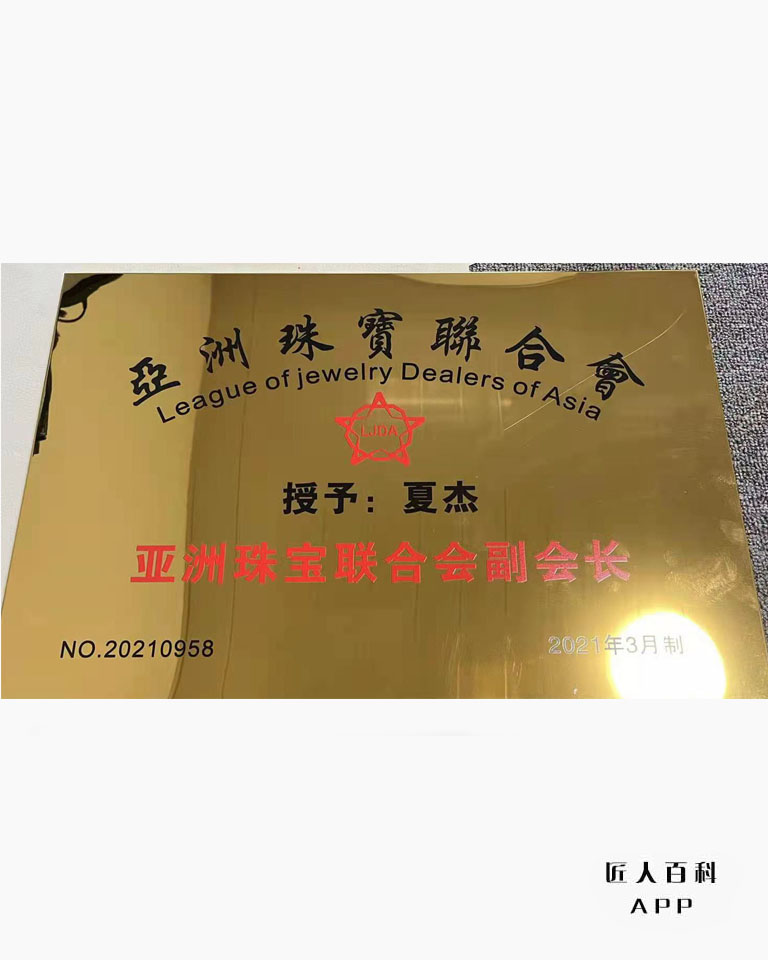 亞洲珠寶聯合會
League of jewelry Dealers of Asia
LJDA
授予：夏杰
亚洲珠宝联合会副会长
NO.20210958
2021年3月制
匠人百科
APP